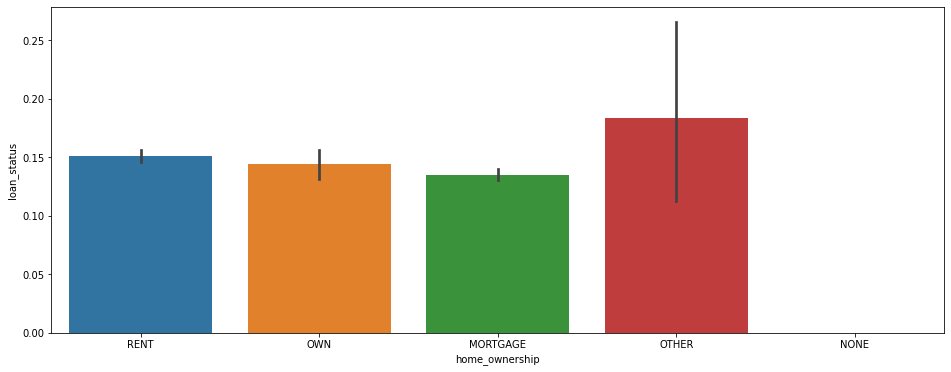 0.25
0.20
0.15
0.10
0.05
0.00
loan_status
RENT OWN MORTGAGE OTHER NONE
home_ownership